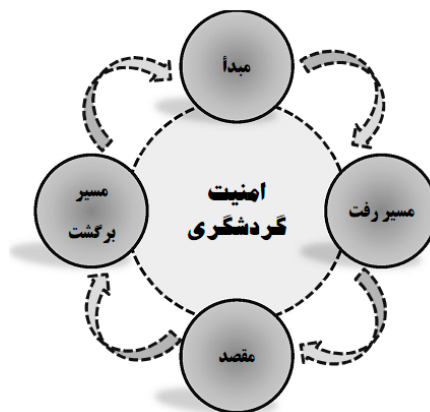 مبدأ
امنیت
گردشگری
مسیر رفت
مقصد
مسیر
برگشت